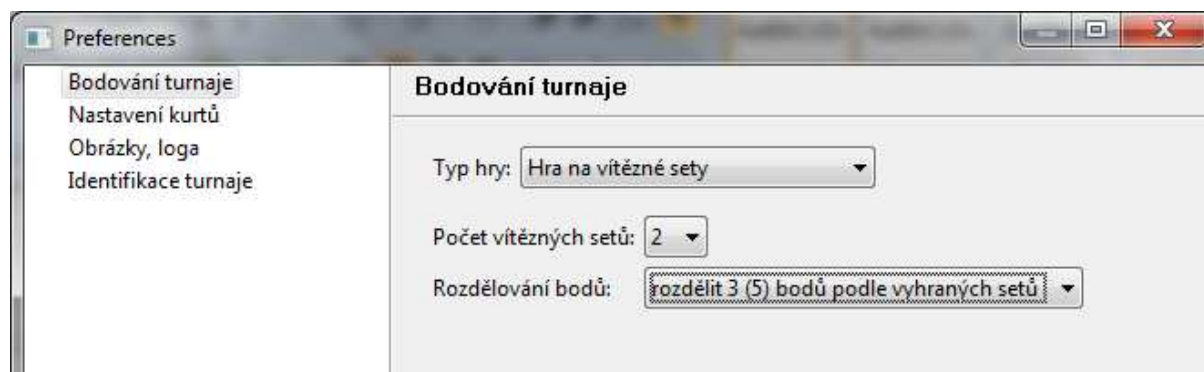 Preferences
Bodování turnaje
Nastavení kurtů
Obrázky, loga
Identifikace turnaje
Bodování turnaje
Typ hry: Hra na vítězné sety
Počet vítězných setů: 2
Rozdělování bodů: rozdělit 3 (5) bodů podle vyhraných setů